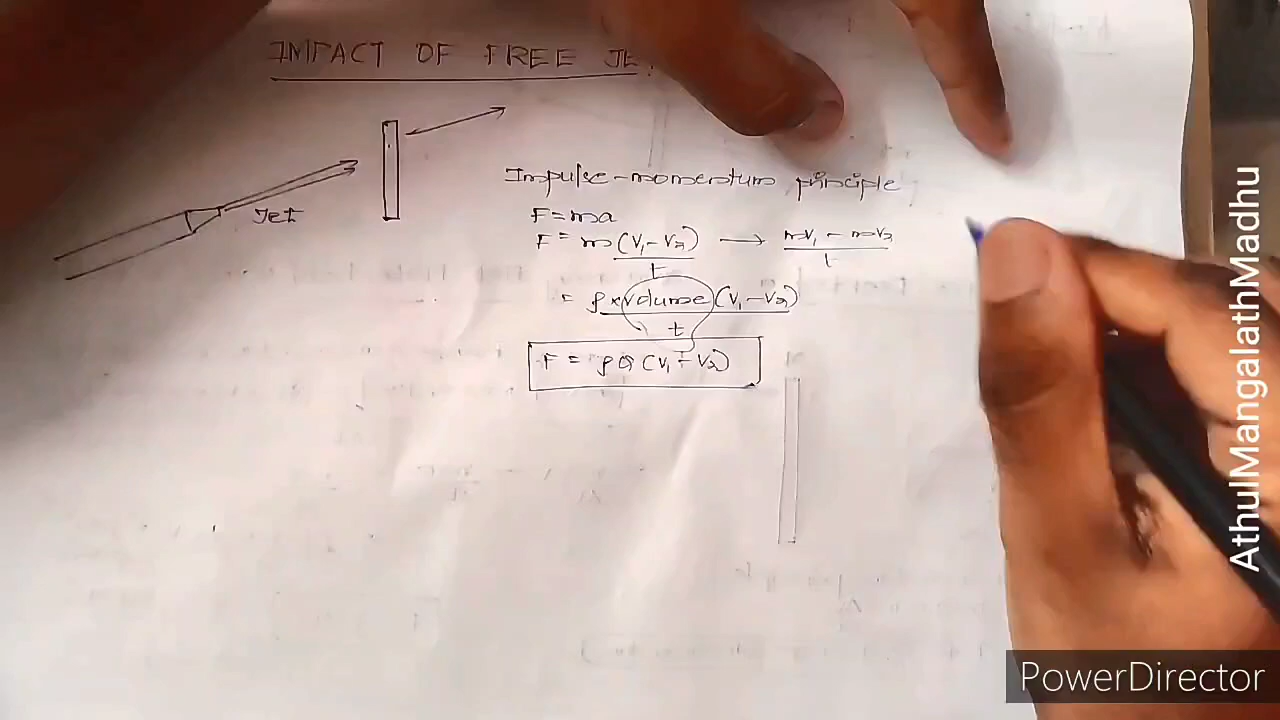 IMPACT OF FREE JE
Jet
Impulse-momentum principle
F = ma
F = m(V₁ - V₂)/t → mV₁ - mV₂/t
= ρ × volume (V₁ - V₂)/t
F = ρQ (V₁ - V₂)
AthulMangalathMadhu
PowerDirector